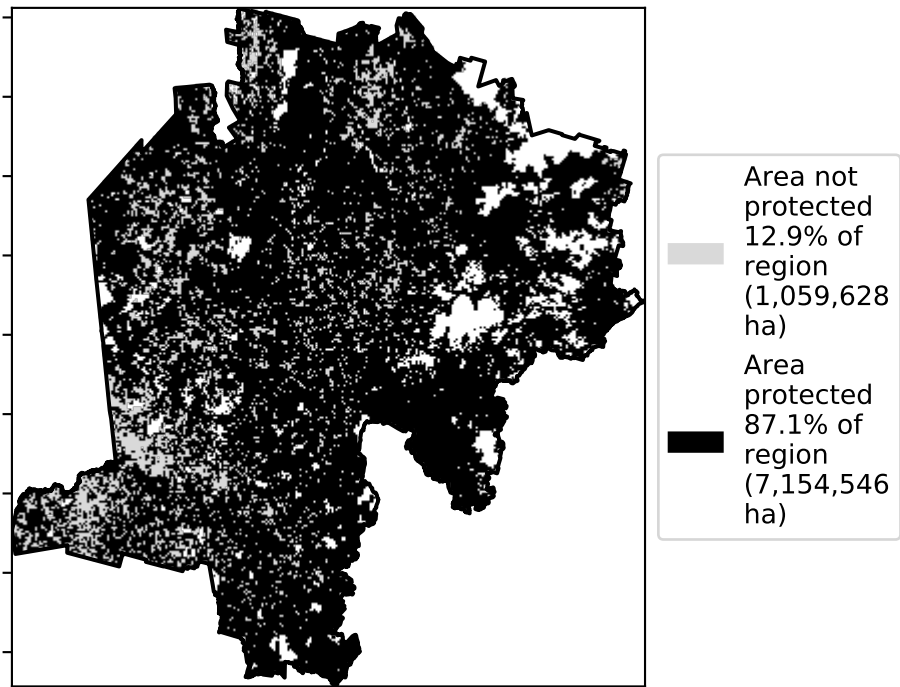 Area not
protected
12.9% of
region
(1,059,628
ha)
Area
protected
87.1% of
region
(7,154,546
ha)